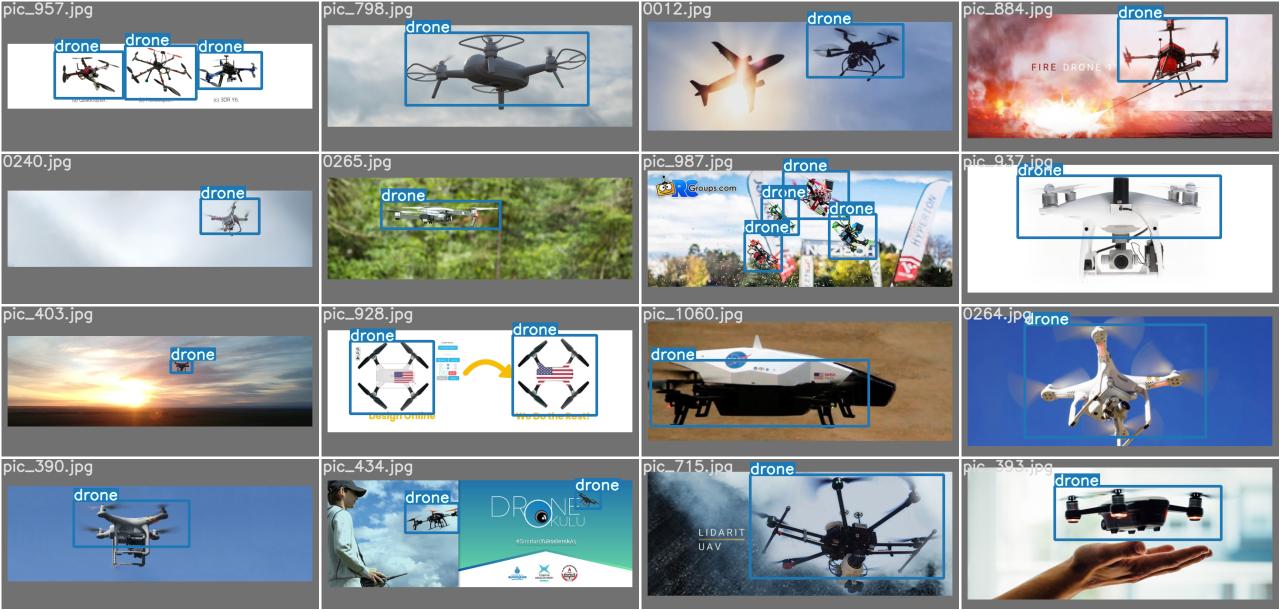 pic_957.jpg
drone
drone
drone
(c) 3DR Y6.
pic_798.jpg
drone
0012.jpg
drone
pic_884.jpg
drone
FIRE DRONE 1
0240.jpg
drone
0265.jpg
drone
pic_987.jpg
drone
RCGroups.com
drone
drone
drone
HYPERION
pic_937.jpg
drone
pic_403.jpg
drone
pic_928.jpg
drone
drone
Design Online
We Do the Rest!
pic_1060.jpg
drone
0264.jpg
drone
pic_390.jpg
drone
pic_434.jpg
drone
drone
DRONE
OKULU
#SınırlarıYükseklerekAş
pic_715.jpg
drone
LIDARIT
UAV
pic_393.jpg
drone